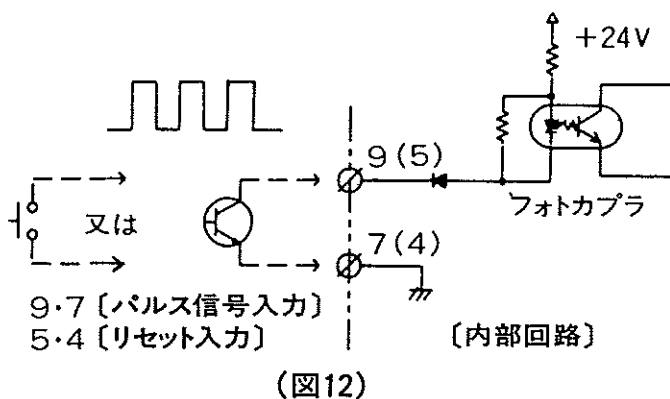 +24V
9(5)
フォトカプラ
又は
7(4)
9・7〔パルス信号入力〕
5・4〔リセット入力〕
〔内部回路〕
(図12)